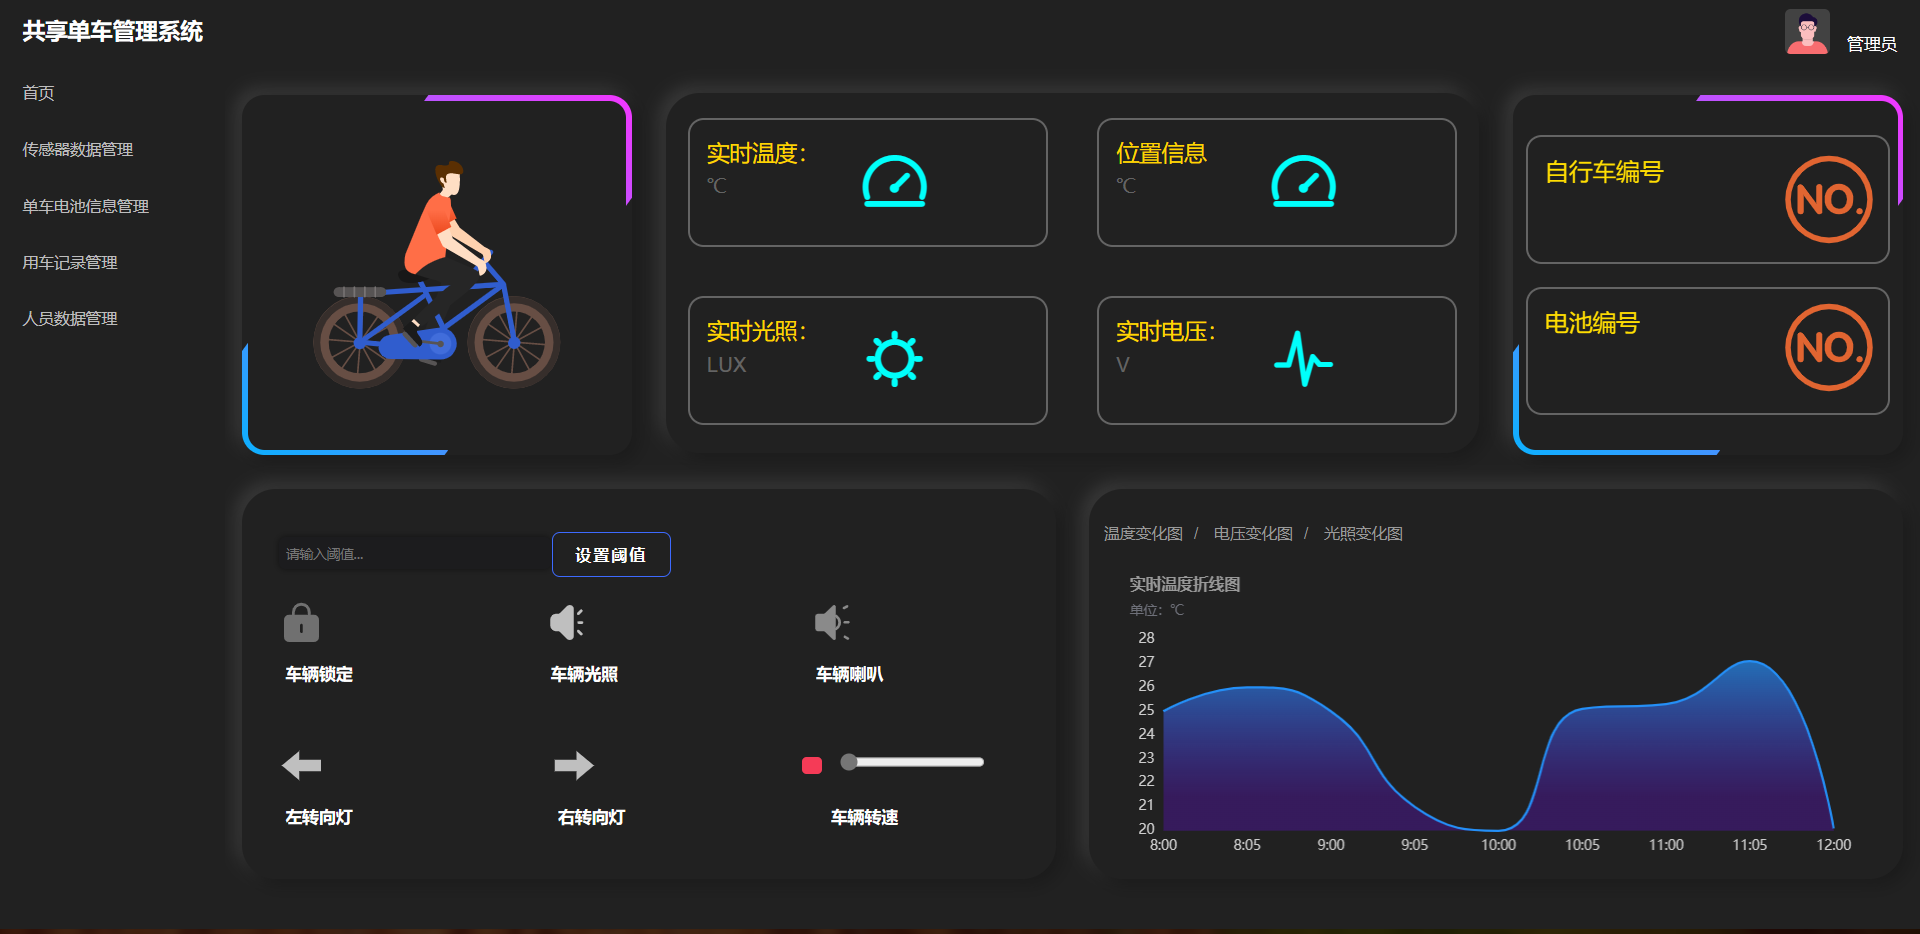 共享单车管理系统
管理员
首页
传感器数据管理
单车电池信息管理
用车记录管理
人员数据管理
实时温度：
℃
位置信息
℃
实时光照：
LUX
实时电压：
V
自行车编号
NO.
电池编号
NO.
请输入阈值...
设置阈值
车辆锁定
车辆光照
车辆喇叭
左转向灯
右转向灯
车辆转速
温度变化图 / 电压变化图 / 光照变化图
实时温度折线图
单位：℃
28
27
26
25
24
23
22
21
20
8:00 8:05 9:00 9:05 10:00 10:05 11:00 11:05 12:00